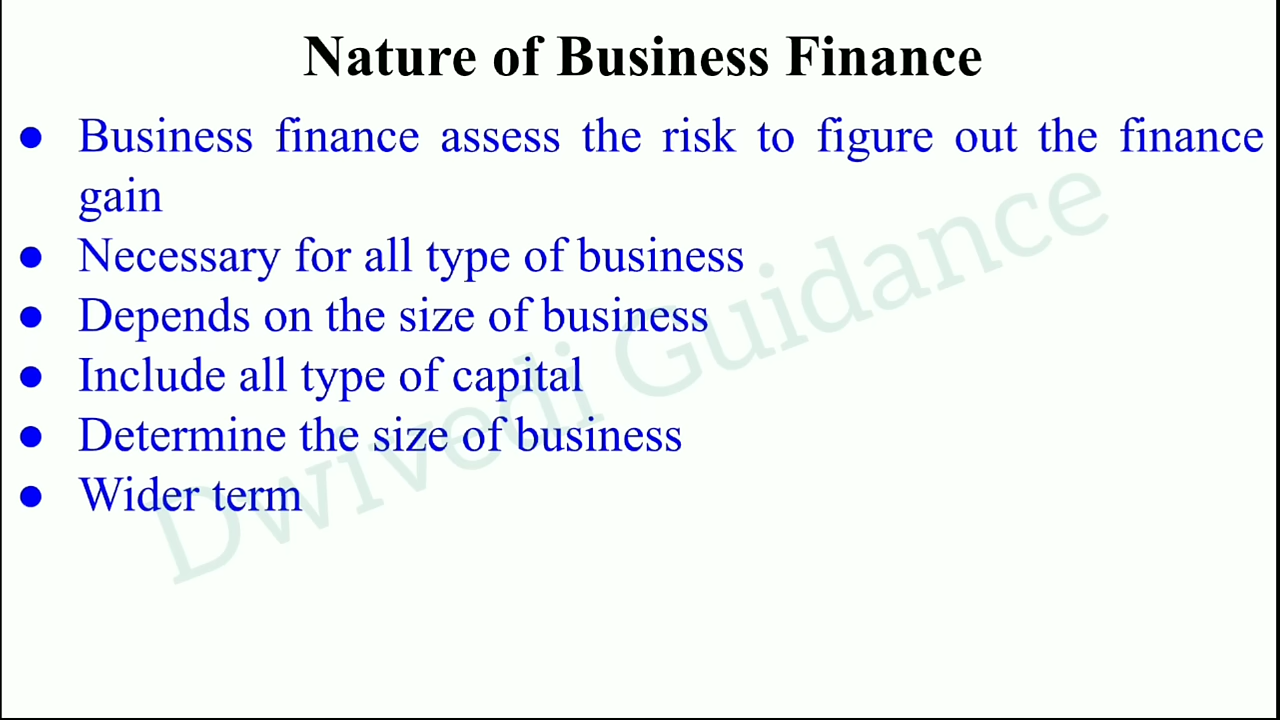 Nature of Business Finance
● Business finance assess the risk to figure out the finance
gain
● Necessary for all type of business
● Depends on the size of business
● Include all type of capital
● Determine the size of business
● Wider term
Dwivedi Guidance